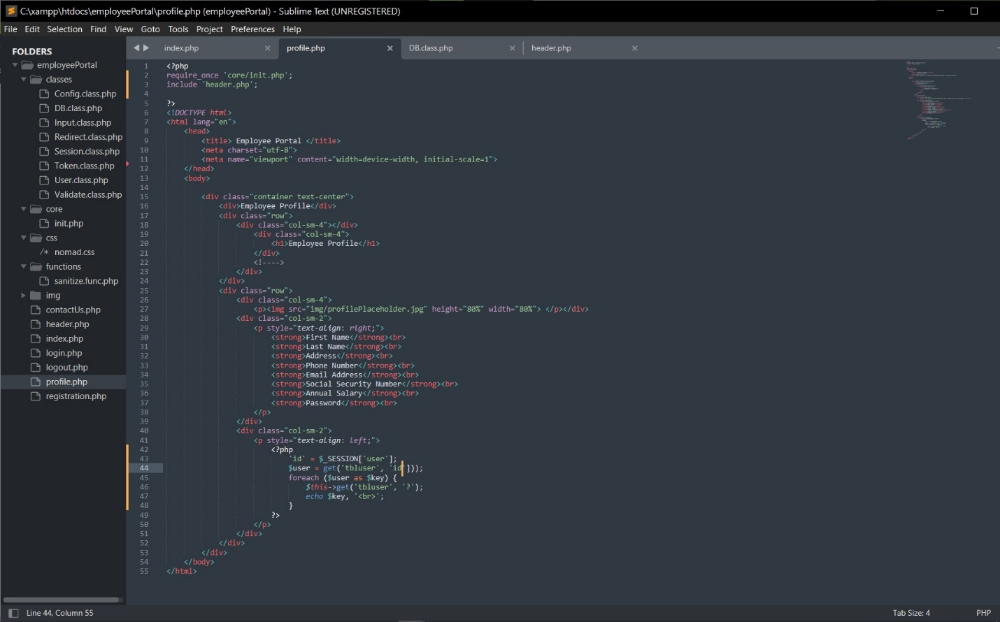 C:\xampp\htdocs\employeePortal\profile.php (employeePortal) - Sublime Text (UNREGISTERED)
File Edit Selection Find View Goto Tools Project Preferences Help
FOLDERS
employeePortal
classes
Config.class.php
DB.class.php
Input.class.php
Redirect.class.php
Session.class.php
Token.class.php
User.class.php
Validate.class.php
core
init.php
css
/* nomad.css
functions
sanitize.func.php
img
contactUs.php
header.php
index.php
login.php
logout.php
profile.php
registration.php
index.php profile.php DB.class.php header.php
1 <?php
2 require_once 'core/init.php';
3 include 'header.php';
4
5 ?>
6 <!DOCTYPE html>
7 <html lang="en">
8 <head>
9 <title> Employee Portal </title>
10 <meta charset="utf-8">
11 <meta name="viewport" content="width=device-width, initial-scale=1">
12 </head>
13 <body>
14
15 <div class="container text-center">
16 <div>Employee Profile</div>
17 <div class="row">
18 <div class="col-sm-4"></div>
19 <div class="col-sm-4">
20 <h1>Employee Profile</h1>
21 </div>
22 <!---->
23 </div>
24 </div>
25 <div class="row">
26 <div class="col-sm-4">
27 <p><img src="img/profilePlaceholder.jpg" height="80%" width="80%"> </p></div>
28 <div class="col-sm-2">
29 <p style="text-align: right;">
30 <strong>First Name</strong><br>
31 <strong>Last Name</strong><br>
32 <strong>Address</strong><br>
33 <strong>Phone Number</strong><br>
34 <strong>Email Address</strong><br>
35 <strong>Social Security Number</strong><br>
36 <strong>Annual Salary</strong><br>
37 <strong>Password</strong><br>
38 </p>
39 </div>
40 <div class="col-sm-2">
41 <p style="text-align: left;">
42 <?php
43 'id' = $_SESSION['user'];
44 $user = get('tbluser', 'id']));
45 foreach ($user as $key) {
46 $this->get('tbluser', '?');
47 echo $key, '<br>';
48 }
49 ?>
50 </p>
51 </div>
52 </div>
53 </div>
54 </body>
55 </html>
Line 44, Column 55
Tab Size: 4
PHP